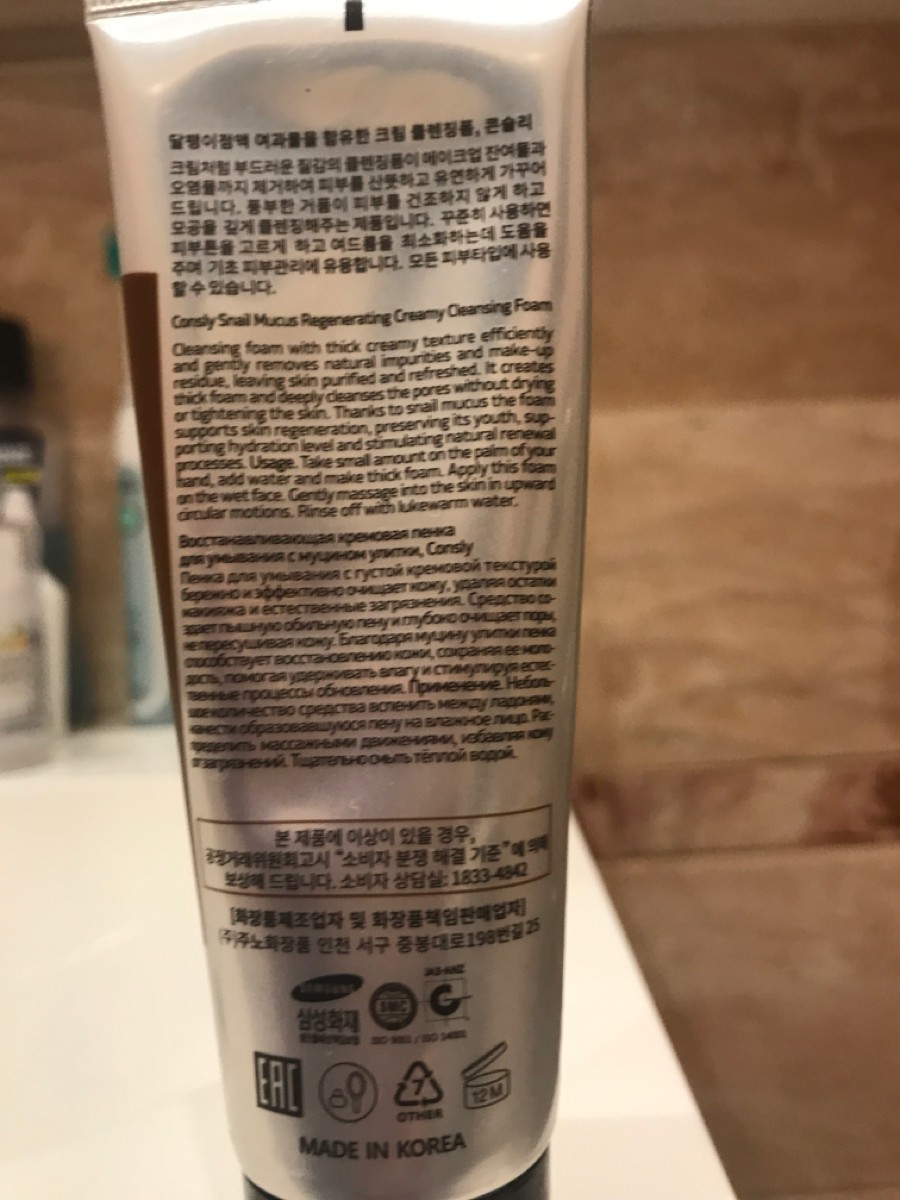 달팽이점액 여과물을 함유한 크림 클렌징폼, 콘슬리
크림처럼 부드러운 질감의 클렌징폼이 메이크업 잔여물과
오염물까지 제거하여 피부를 산뜻하고 유연하게 가꾸어
드립니다. 풍부한 거품이 피부를 건조하지 않게 하고
모공을 깊게 클렌징해주는 제품입니다. 꾸준히 사용하면
피부톤을 고르게 하고 여드름을 최소화하는데 도움을
주며 기초 피부관리에 유용합니다. 모든 피부타입에 사용
할 수 있습니다.
Consly Snail Mucus Regenerating Creamy Cleansing Foam
Cleansing foam with thick creamy texture efficiently
and gently removes natural impurities and make-up
residue, leaving skin purified and refreshed. It creates
thick foam and deeply cleanses the pores without drying
or tightening the skin. Thanks to snail mucus the foam
supports skin regeneration, preserving its youth, sup-
porting hydration level and stimulating natural renewal
processes. Usage. Take small amount on the palm of your
hand, add water and make thick foam. Apply this foam
on the wet face. Gently massage into the skin in upward
circular motions. Rinse off with lukewarm water.
Восстанавливающая кремовая пенка
для умывания с муцином улитки, Consly
Пенка для умывания с густой кремовой текстурой
бережно и эффективно очищает кожу, удаляя остатки
макияжа и естественные загрязнения. Средство со-
здает пышную обильную пену и глубоко очищает поры,
не пересушивая кожу. Благодаря муцину улитки пенка
способствует восстановлению кожи, сохраняя ее моло-
дость, помогая удерживать влагу и стимулируя естес-
твенные процессы обновления. Применение. Неболь-
шое количество средства вспенить между ладонями,
нанести образовавшуюся пену на влажное лицо. Рас-
пределить массажными движениями, избавляя кожу
от загрязнений. Тщательно смыть тёплой водой.
본 제품에 이상이 있을 경우,
공정거래위원회고시 "소비자 분쟁 해결 기준"에 의해
보상해 드립니다. 소비자 상담실: 1833-4842
[화장품제조업자 및 화장품책임판매업자]
(주)주노화장품 인천 서구 중봉대로198번길 25
SAMSUNG
삼성화재
JAS-ANZ
ISO 9001 / ISO 14001
EAC
7
OTHER
12M
MADE IN KOREA